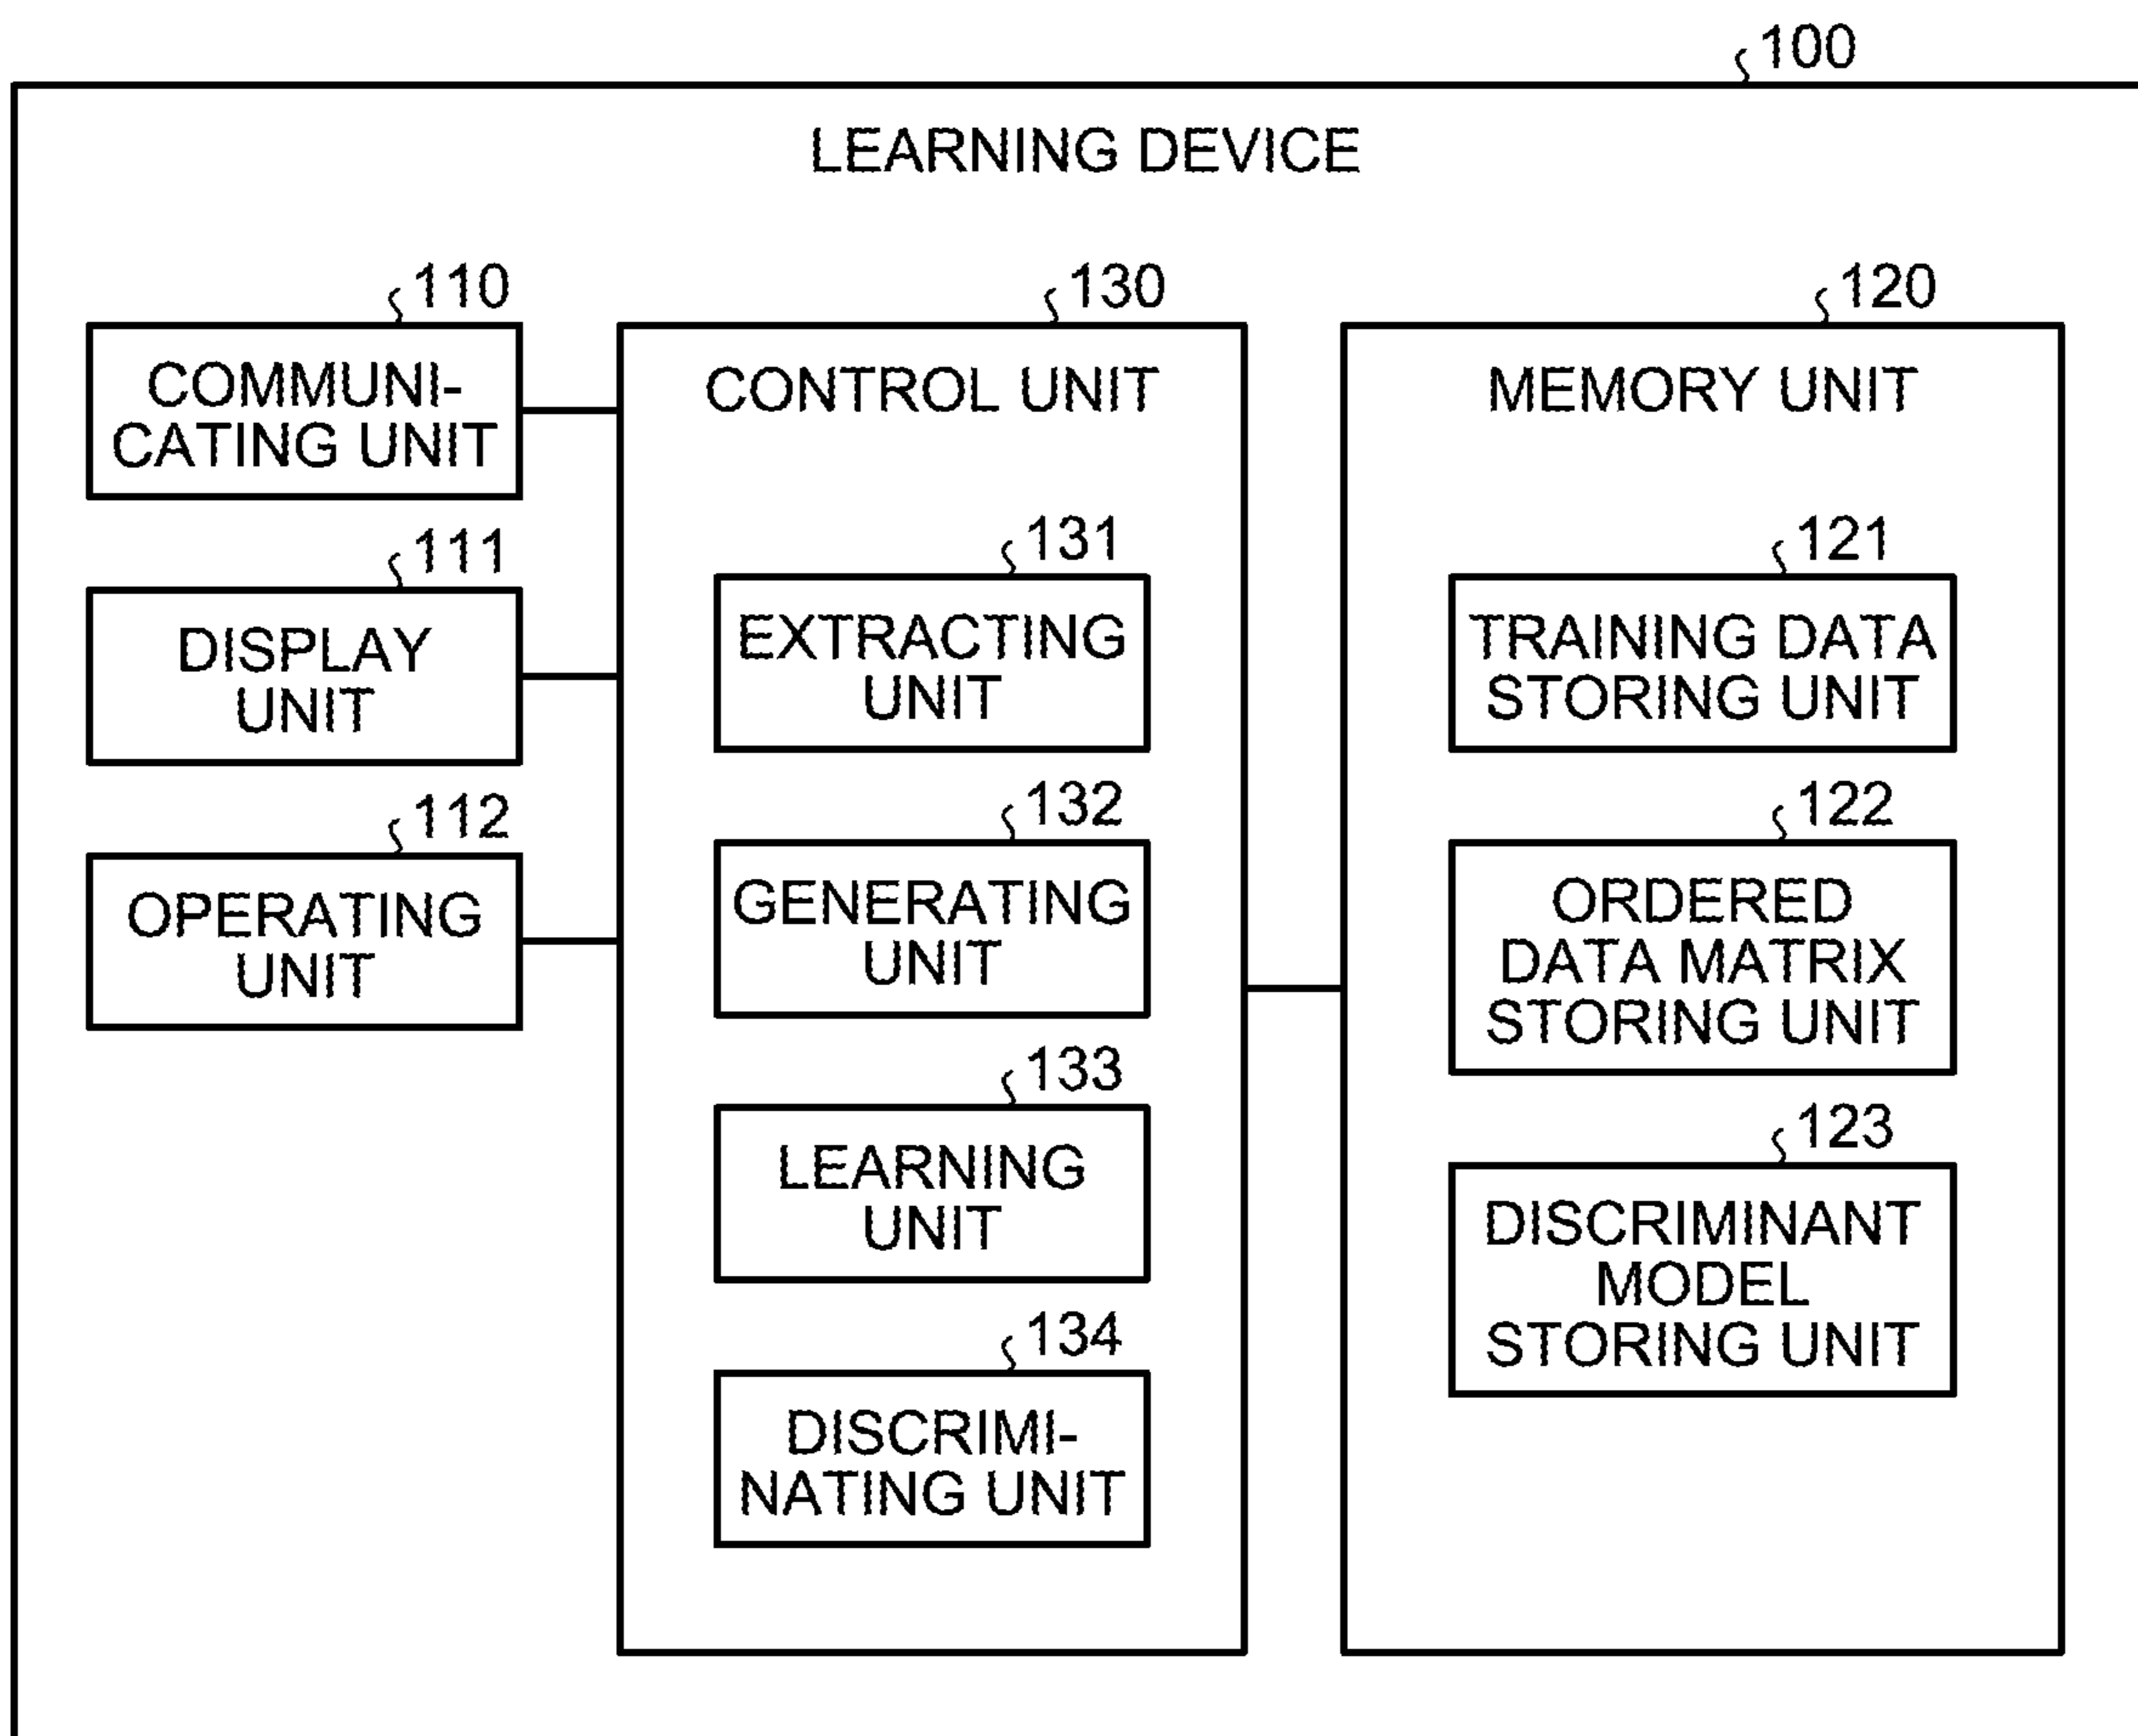 100
LEARNING DEVICE
110
COMMUNI-
CATING UNIT
111
DISPLAY
UNIT
112
OPERATING
UNIT
130
CONTROL UNIT
131
EXTRACTING
UNIT
132
GENERATING
UNIT
133
LEARNING
UNIT
134
DISCRIMI-
NATING UNIT
120
MEMORY UNIT
121
TRAINING DATA
STORING UNIT
122
ORDERED
DATA MATRIX
STORING UNIT
123
DISCRIMINANT
MODEL
STORING UNIT